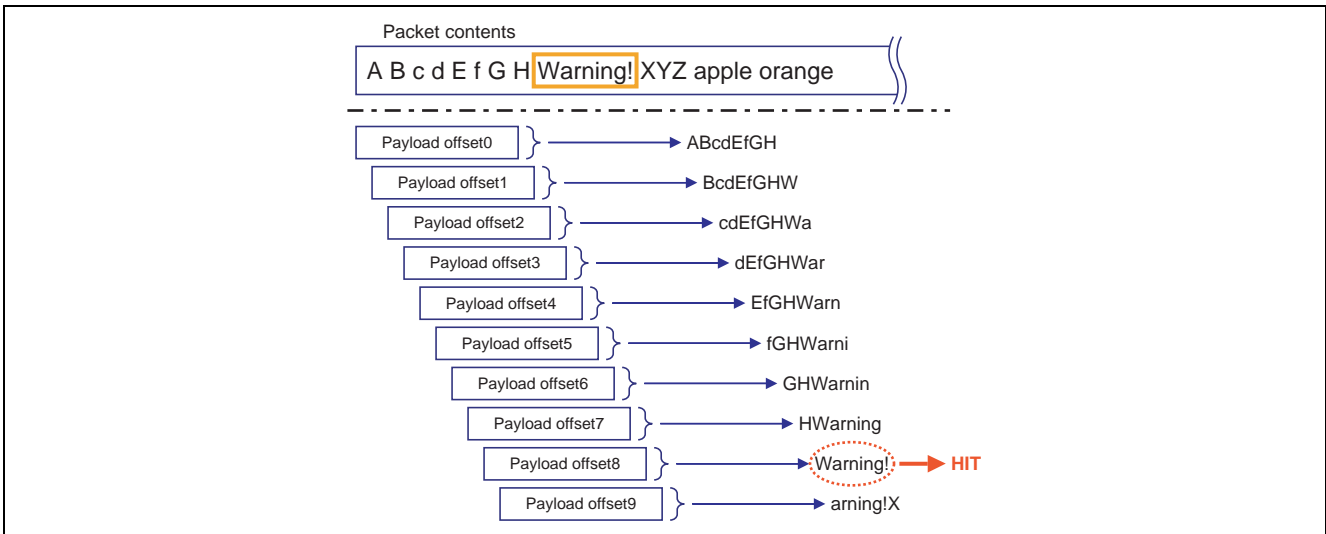 Packet contents
A B c d E f G H Warning! XYZ apple orange
Payload offset0 ABcdEfGH
Payload offset1 BcdEfGHW
Payload offset2 cdEfGHWa
Payload offset3 dEfGHWar
Payload offset4 EfGHWarn
Payload offset5 fGHWarni
Payload offset6 GHWarnin
Payload offset7 HWarning
Payload offset8 Warning! HIT
Payload offset9 arning!X